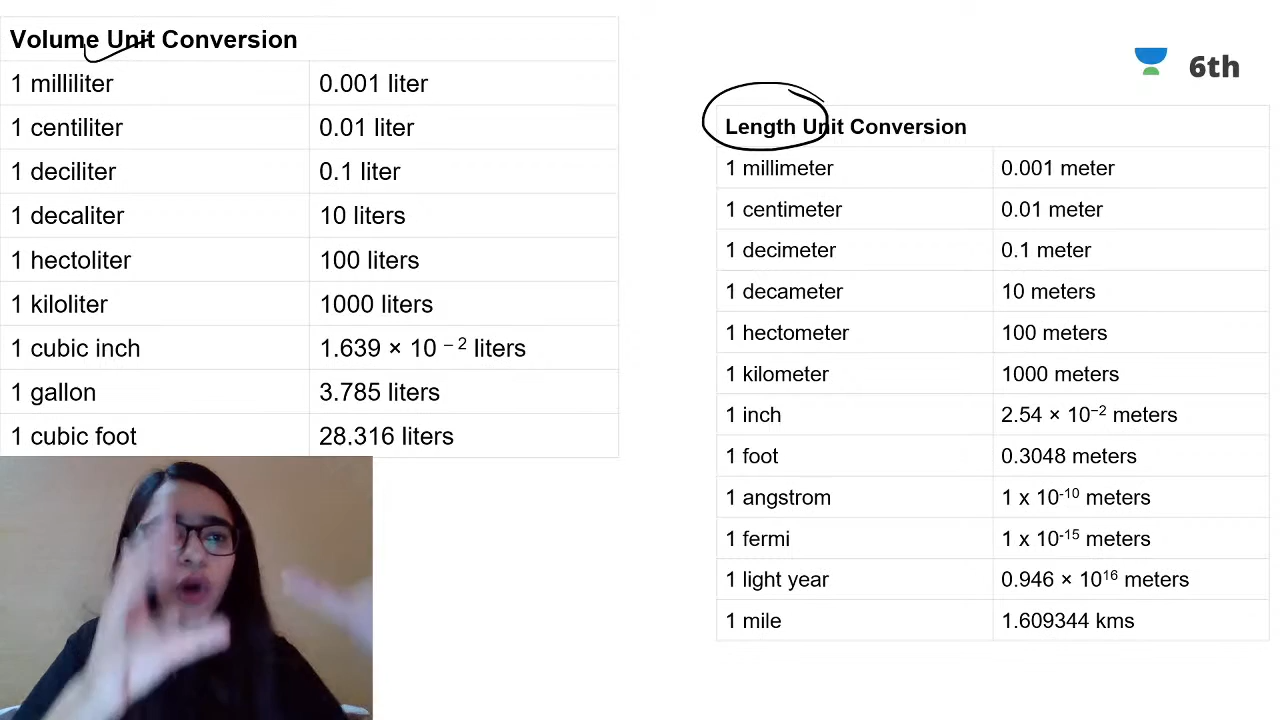 Volume Unit Conversion
1 milliliter 0.001 liter
1 centiliter 0.01 liter
1 deciliter 0.1 liter
1 decaliter 10 liters
1 hectoliter 100 liters
1 kiloliter 1000 liters
1 cubic inch 1.639 × 10 ⁻ ² liters
1 gallon 3.785 liters
1 cubic foot 28.316 liters
6th
Length Unit Conversion
1 millimeter 0.001 meter
1 centimeter 0.01 meter
1 decimeter 0.1 meter
1 decameter 10 meters
1 hectometer 100 meters
1 kilometer 1000 meters
1 inch 2.54 × 10⁻² meters
1 foot 0.3048 meters
1 angstrom 1 x 10⁻¹⁰ meters
1 fermi 1 x 10⁻¹⁵ meters
1 light year 0.946 × 10¹⁶ meters
1 mile 1.609344 kms